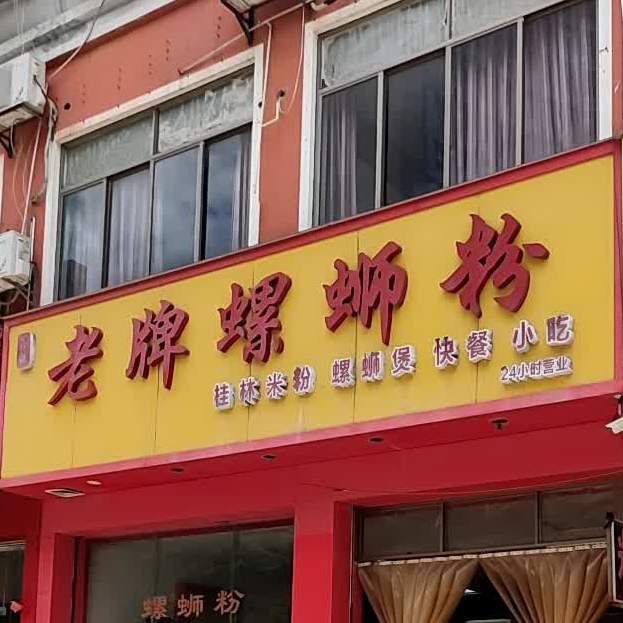 老牌螺蛳粉
桂林米粉 螺蛳煲 快餐 小吃
24小时营业
螺蛳粉